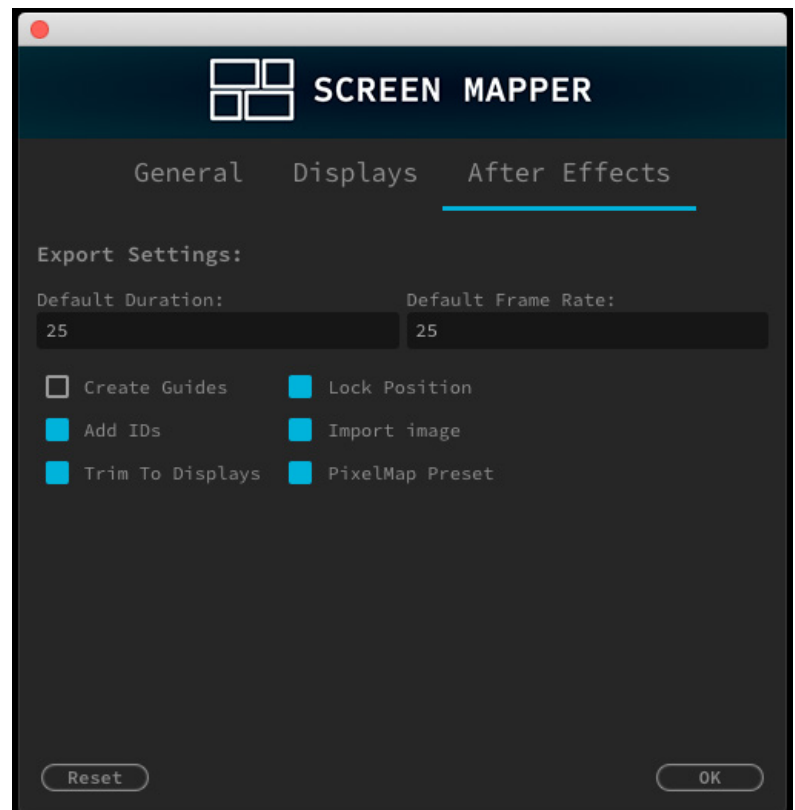 SCREEN MAPPER
General Displays After Effects
Export Settings:
Default Duration: Default Frame Rate:
25 25
Create Guides Lock Position
Add IDs Import image
Trim To Displays PixelMap Preset
Reset OK